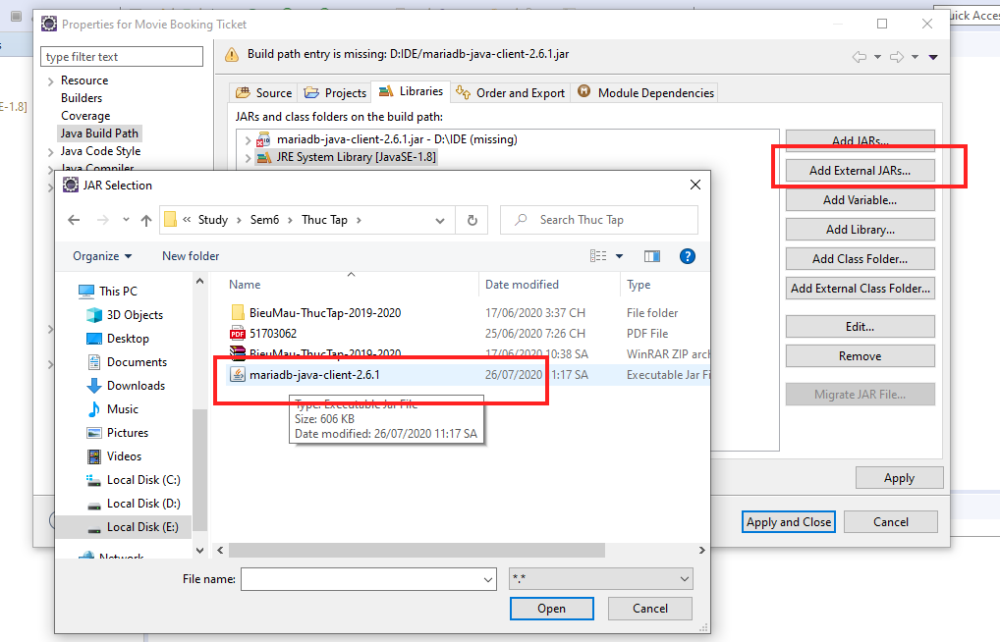 Quick Acce
Properties for Movie Booking Ticket
type filter text
Build path entry is missing: D:IDE/mariadb-java-client-2.6.1.jar
Resource
Builders
Coverage
Java Build Path
Java Code Style
Java Compiler
E-1.8]
Source
Projects
Libraries
Order and Export
Module Dependencies
JARs and class folders on the build path:
mariadb-java-client-2.6.1.jar - D:\IDE (missing)
JRE System Library [JavaSE-1.8]
Add JARs...
Add External JARs...
Add Variable...
Add Library...
Add Class Folder...
Add External Class Folder...
Edit...
Remove
Migrate JAR File...
Apply
Apply and Close
Cancel
JAR Selection
« Study › Sem6 › Thuc Tap ›
Search Thuc Tap
Organize
New folder
This PC
3D Objects
Desktop
Documents
Downloads
Music
Pictures
Videos
Local Disk (C:)
Local Disk (D:)
Local Disk (E:)
Network
Name Date modified Type
BieuMau-ThucTap-2019-2020 17/06/2020 3:37 CH File folder
51703062 25/06/2020 7:26 CH PDF File
BieuMau-ThucTap-2019-2020 17/06/2020 10:38 SA WinRAR ZIP arch
mariadb-java-client-2.6.1 26/07/2020 1:17 SA Executable Jar Fi
Type: Executable Jar File
Size: 606 KB
Date modified: 26/07/2020 11:17 SA
File name:
*.*
Open
Cancel